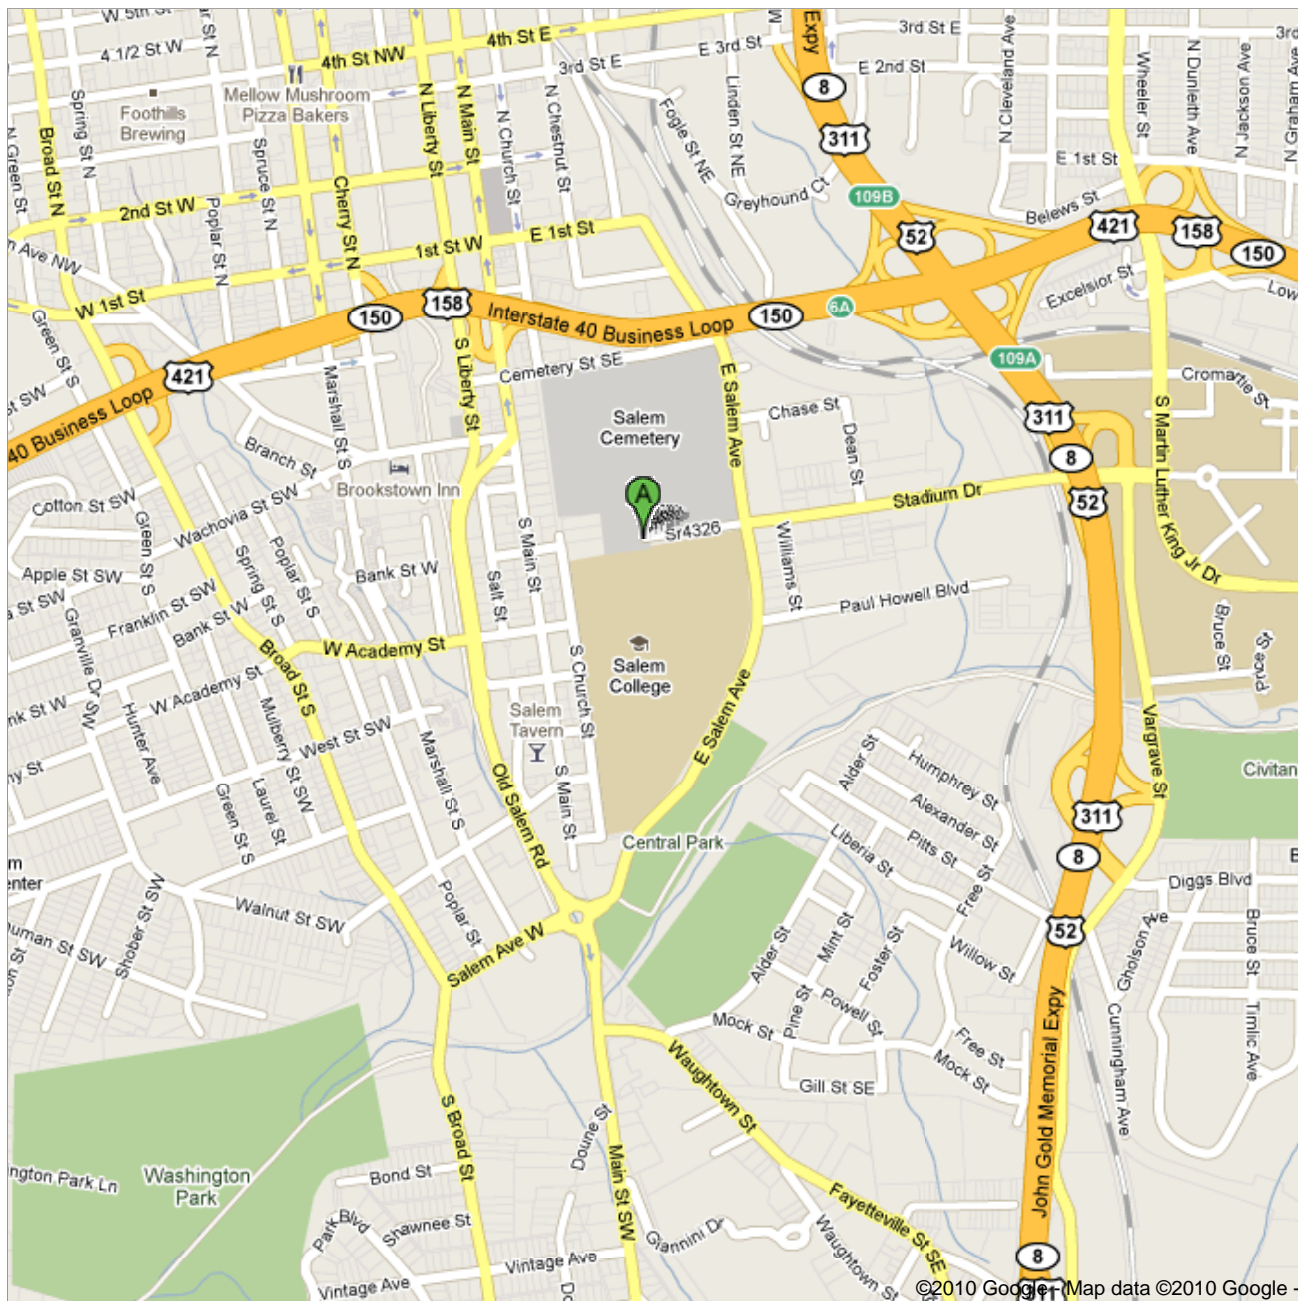 W 5th St
4 1/2 St W
Poplar St N
4th St NW
4th St E
3rd St E
E 3rd St
Expy
3rd St E
E 2nd St
N Cleveland Ave
Wheeler St
N Dunleith Ave
Jackson Ave
N Graham Ave
8
311
Foothills
Brewing
Mellow Mushroom
Pizza Bakers
Spring St N
Broad St N
N Green St
N Liberty St
N Main St
N Church St
N Chestnut St
Fogle St NE
Linden St NE
Greyhound Ct
E 1st St
Belews St
109B
52
421
158
150
2nd St W
Spruce St N
Poplar St N
Cherry St N
1st St W
E 1st St
W 1st St
150
158
Interstate 40 Business Loop
150
6A
Excelsior St
109A
Green St S
421
40 Business Loop
Marshall St S
S Liberty St
Cemetery St SE
Salem
Cemetery
E Salem Ave
Chase St
Dean St
311
8
52
Cromartie St
S Martin Luther King Jr Dr
Branch St
Brookstown Inn
Cotton St SW
Wachovia St SW
A
Sr4326
Stadium Dr
Williams St
Green St S
Spring St S
Poplar St S
Apple St SW
Bank St W
S Main St
Salt St
Franklin St SW
Bank St W
Granville Dr SW
Paul Howell Blvd
Bruce St
Price St
W Academy St
Broad St S
S Church St
Salem
College
W Academy St
Mulberry St SW
Hunter Ave
West St SW
Salem
Tavern
E Salem Ave
Vargrave St
Marshall St S
Laurel St
Green St S
Old Salem Rd
S Main St
Alder St
Humphrey St
Alexander St
Pitts St
Liberia St
Civitan
311
8
Central Park
Free St
Diggs Blvd
Shober St SW
Walnut St SW
Poplar St
Salem Ave W
Alder St
Mint St
Foster St
Willow St
52
Gholson Ave
Bruce St
Pine St
Powell St
Mock St
Free St
Mock St
Gill St SE
Cunningham Ave
Timlic Ave
Waughtown St
S Broad St
Doune St
John Gold Memorial Expy
Washington
Park
ngton Park Ln
Bond St
Main St SW
Park Blvd
Shawnee St
Giannini Dr
Fayetteville St SE
Waughtown St
Vintage Ave
Vintage Ave
8
311
©2010 Google - Map data ©2010 Google -